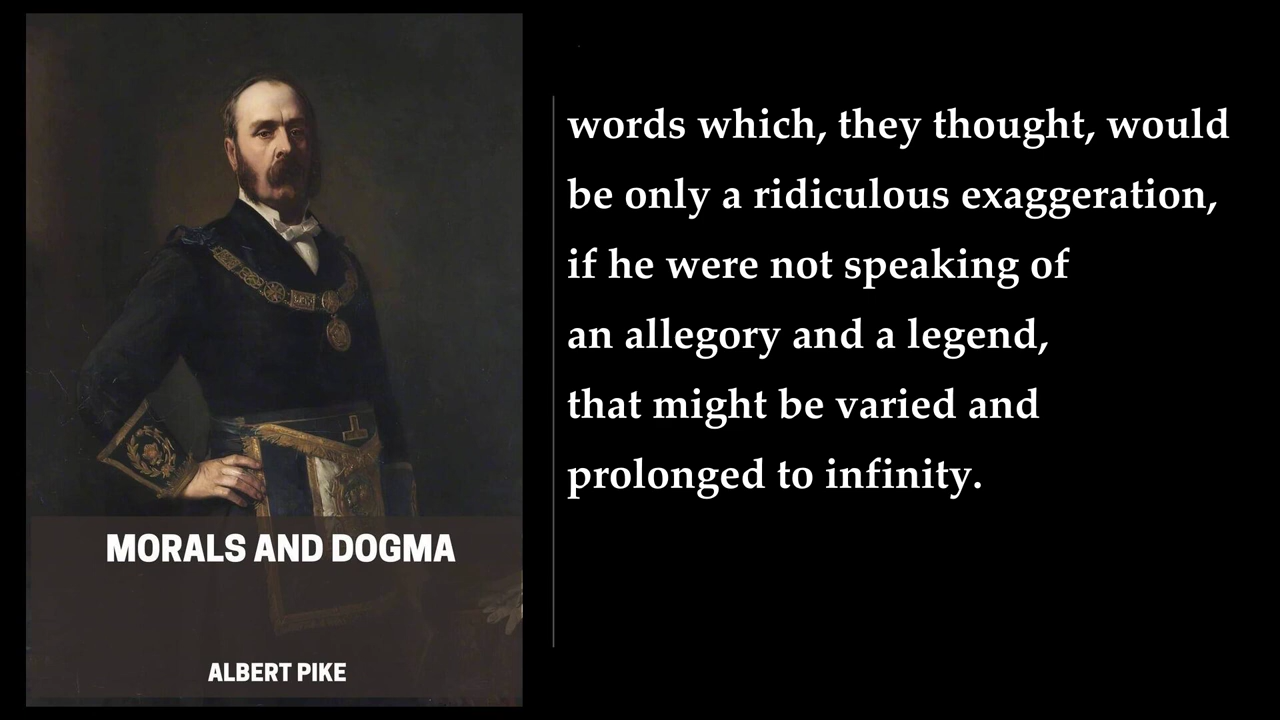 words which, they thought, would
be only a ridiculous exaggeration,
if he were not speaking of
an allegory and a legend,
that might be varied and
prolonged to infinity.
MORALS AND DOGMA
ALBERT PIKE